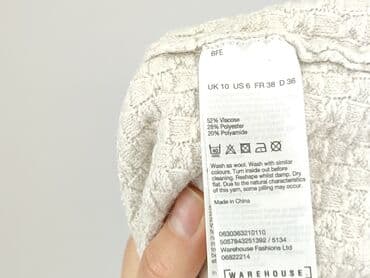 BFE
UK 10 US 6 FR 38 D 36
52% Viscose
28% Polyester
20% Polyamide
Wash as wool. Wash with similar
colours. Turn inside out before
cleaning. Reshape whilst damp. Dry
flat. Due to the natural characteristics
of this yarn, some pilling may occur.
Made in China
0630363210110
5057943251392 / 5134
Warehouse Fashions Ltd
06822214
WAREHOUSE